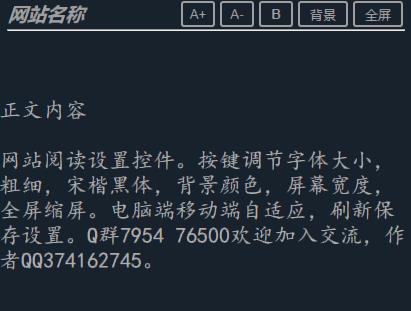 网站名称 A+ A- B 背景 全屏
正文内容
网站阅读设置控件。按键调节字体大小，
粗细，宋楷黑体，背景颜色，屏幕宽度，
全屏缩屏。电脑端移动端自适应，刷新保
存设置。Q群7954 76500欢迎加入交流，作
者QQ374162745。